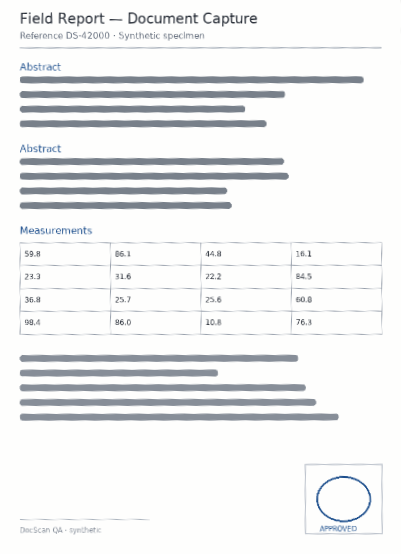 Field Report — Document Capture
Reference DS-42000 · Synthetic specimen
Abstract
Abstract
Measurements
59.8 86.1 44.8 16.1
23.3 31.6 22.2 84.5
36.8 25.7 25.6 60.8
98.4 86.0 10.8 76.3
APPROVED
DocScan QA · synthetic